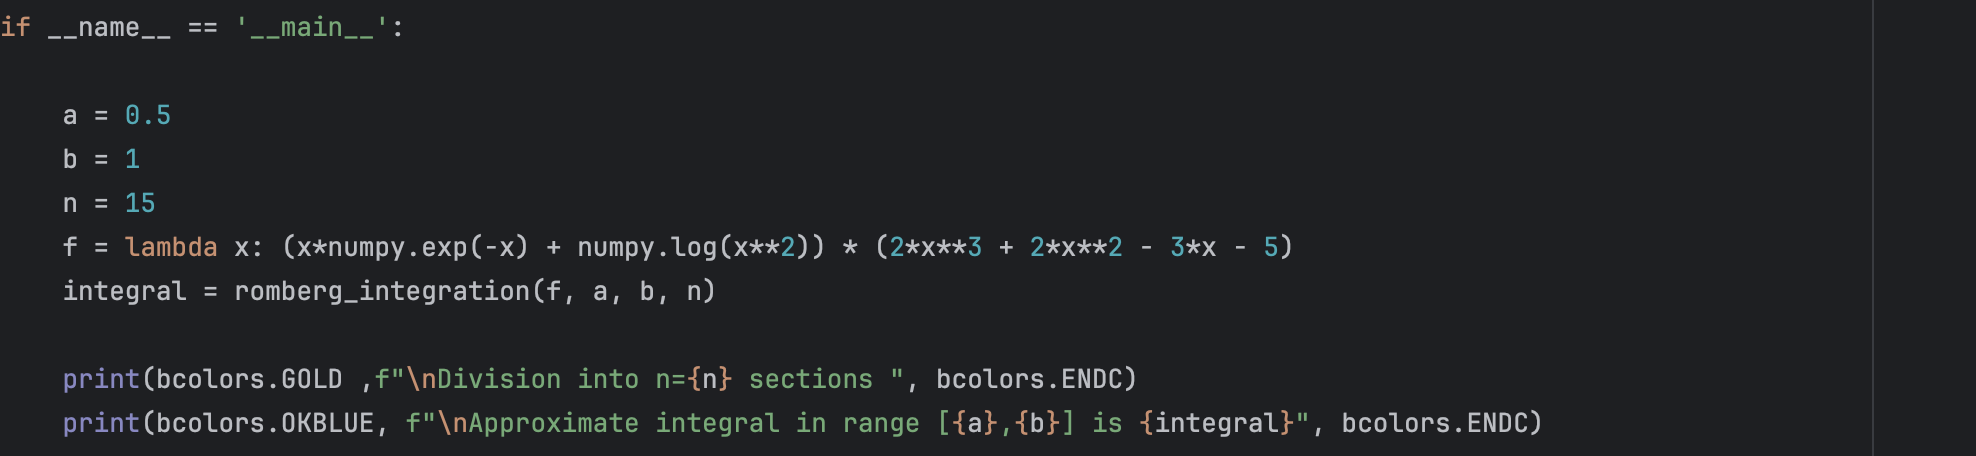 if __name__ == '__main__':
    a = 0.5
    b = 1
    n = 15
    f = lambda x: (x*numpy.exp(-x) + numpy.log(x**2)) * (2*x**3 + 2*x**2 - 3*x - 5)
    integral = romberg_integration(f, a, b, n)
    print(bcolors.GOLD ,f"\nDivision into n={n} sections ", bcolors.ENDC)
    print(bcolors.OKBLUE, f"\nApproximate integral in range [{a},{b}] is {integral}", bcolors.ENDC)